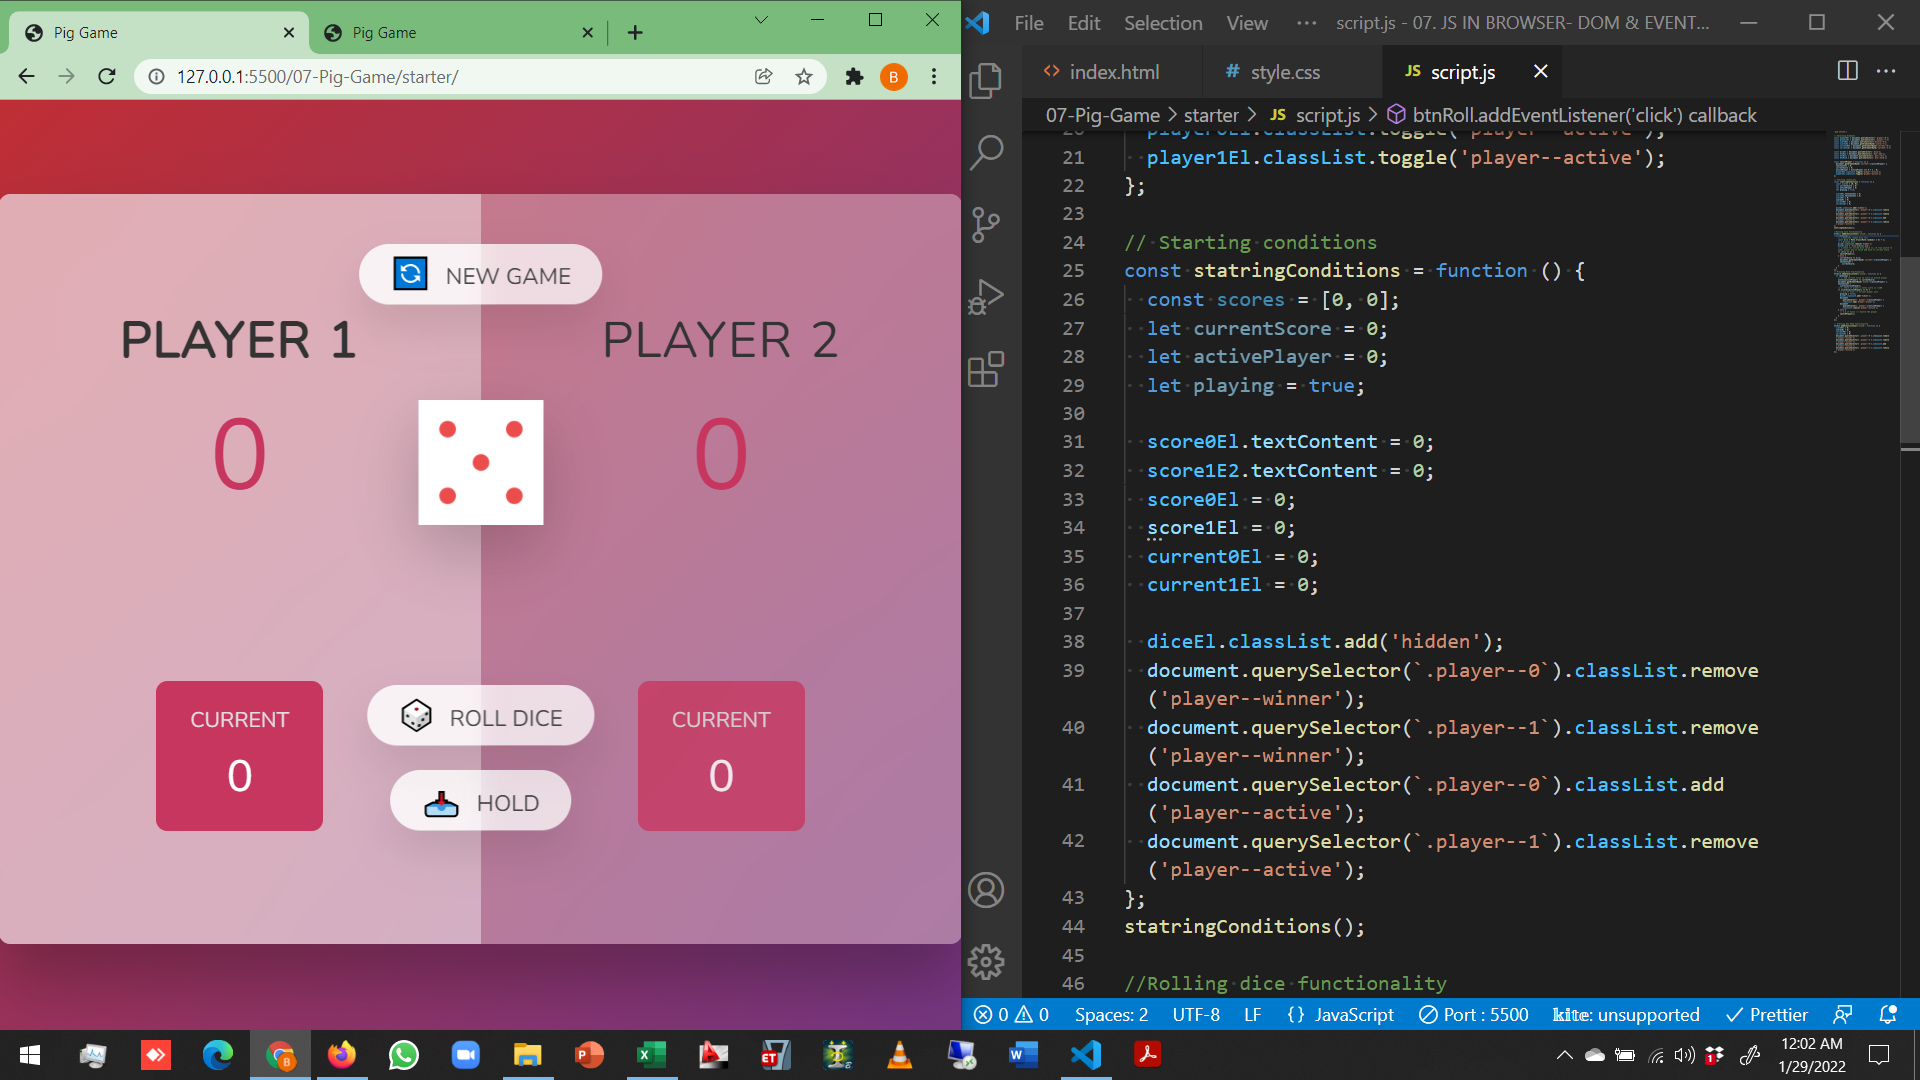 Pig Game
Pig Game
127.0.0.1:5500/07-Pig-Game/starter/
B
NEW GAME
PLAYER 1
PLAYER 2
0
0
CURRENT
0
ROLL DICE
HOLD
CURRENT
0
File Edit Selection View ··· script.js - 07. JS IN BROWSER- DOM & EVENT...
index.html
# style.css
JS script.js
07-Pig-Game > starter > JS script.js > btnRoll.addEventListener('click') callback
20 player0El.classList.toggle('player--active');
21 player1El.classList.toggle('player--active');
22 };
23
24 // Starting conditions
25 const statringConditions = function () {
26 const scores = [0, 0];
27 let currentScore = 0;
28 let activePlayer = 0;
29 let playing = true;
30
31 score0El.textContent = 0;
32 score1E2.textContent = 0;
33 score0El = 0;
34 score1El = 0;
35 current0El = 0;
36 current1El = 0;
37
38 diceEl.classList.add('hidden');
39 document.querySelector(`.player--0`).classList.remove
('player--winner');
40 document.querySelector(`.player--1`).classList.remove
('player--winner');
41 document.querySelector(`.player--0`).classList.add
('player--active');
42 document.querySelector(`.player--1`).classList.remove
('player--active');
43 };
44 statringConditions();
45
46 //Rolling dice functionality
0 0 Spaces: 2 UTF-8 LF {} JavaScript Port : 5500 kite: unsupported Prettier
12:02 AM
1/29/2022